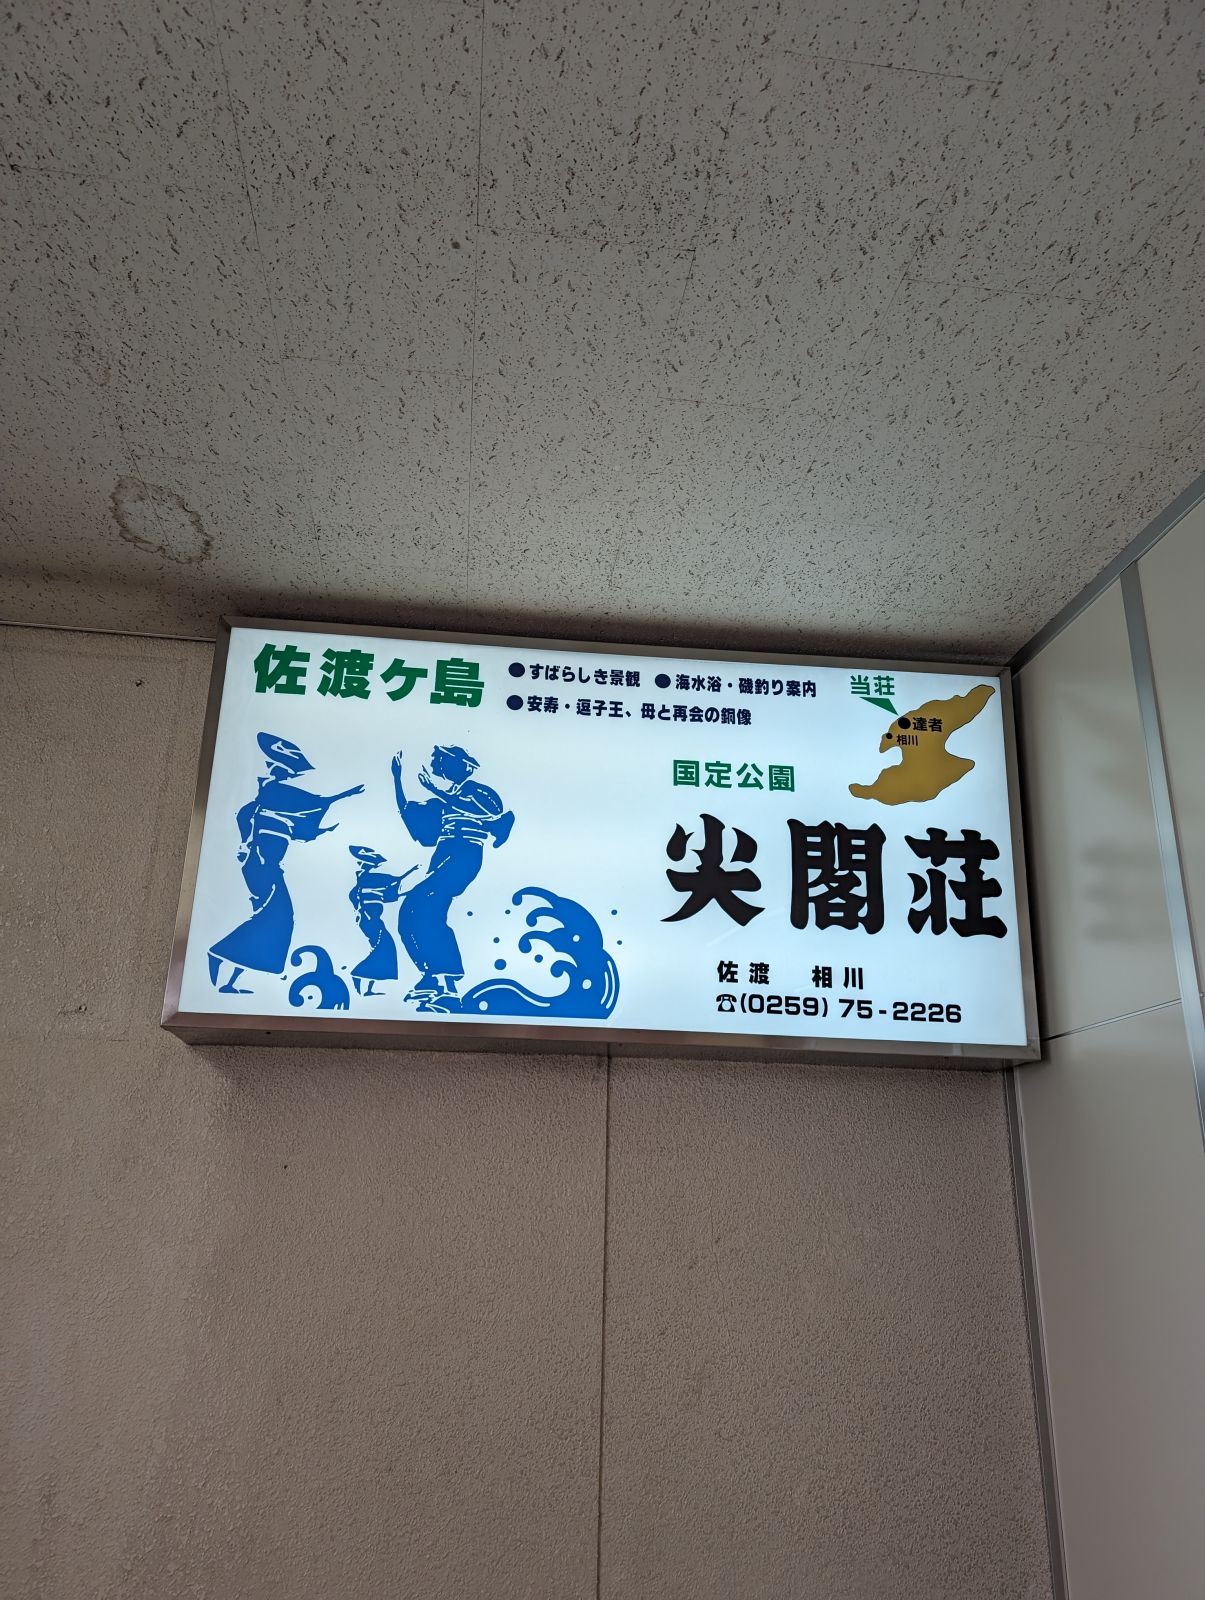 佐渡ヶ島
●すばらしき景観 ●海水浴・磯釣り案内
●安寿・逗子王、母と再会の銅像
当荘
●達者
●相川
国定公園
尖閣荘
佐渡 相川
☎(0259) 75-2226